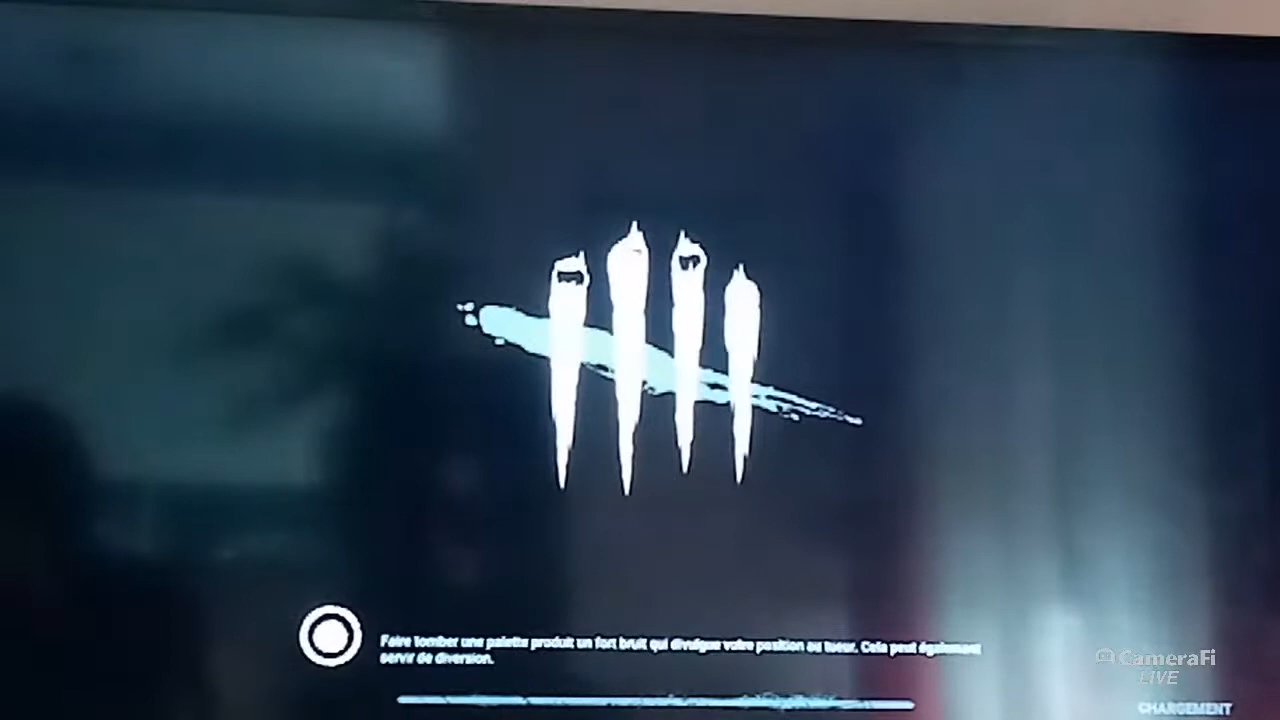 Faire tomber une palette produit un fort bruit qui divulgue votre position au tueur. Cela peut également
servir de diversion.
CameraFi
LIVE
CHARGEMENT